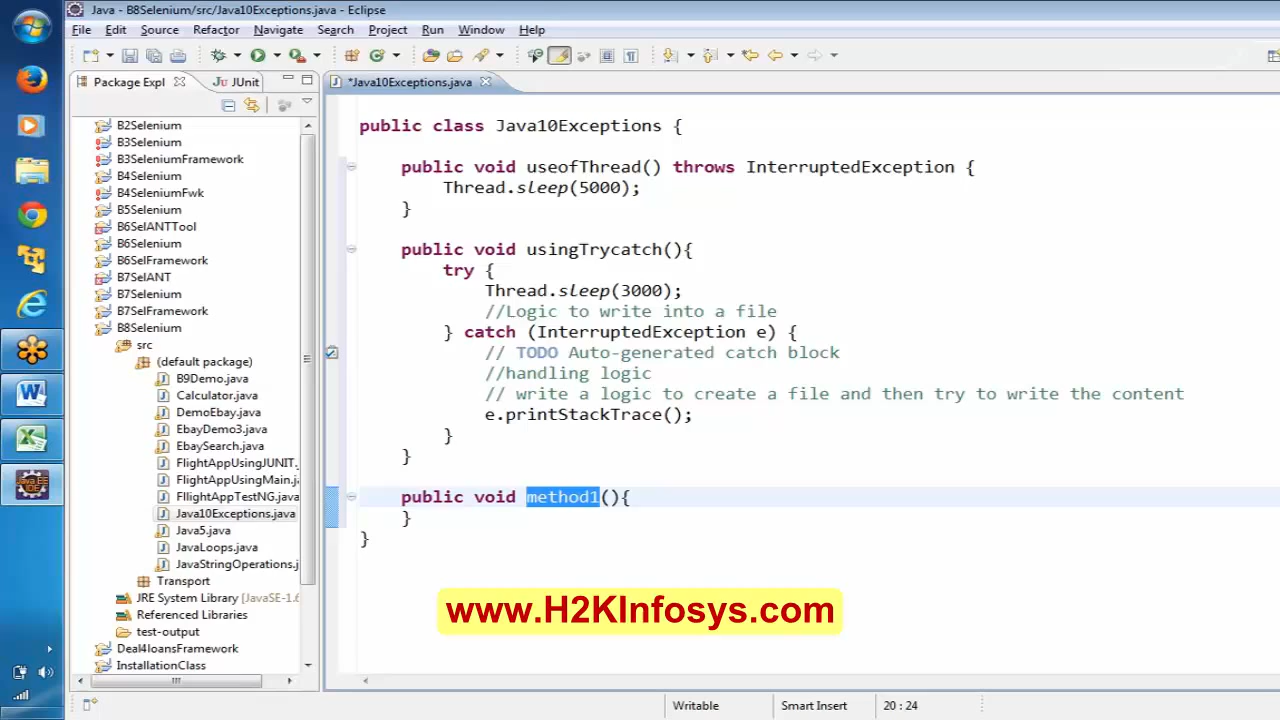 Java - B8Selenium/src/Java10Exceptions.java - Eclipse
File Edit Source Refactor Navigate Search Project Run Window Help
Package Expl JUnit *Java10Exceptions.java
B2Selenium
B3Selenium
B3SeleniumFramework
B4Selenium
B4SeleniumFwk
B5Selenium
B6SelANTTool
B6Selenium
B6SelFramework
B7SelANT
B7Selenium
B7SelFramework
B8Selenium
src
(default package)
B9Demo.java
Calculator.java
DemoEbay.java
EbayDemo3.java
EbaySearch.java
FlightAppUsingJUNIT.
FlightAppUsingMain.j
FllightAppTestNG.java
Java10Exceptions.java
Java5.java
JavaLoops.java
JavaStringOperations.j
Transport
JRE System Library [JavaSE-1.6
Referenced Libraries
test-output
Deal4loansFramework
InstallationClass
public class Java10Exceptions {
public void useofThread() throws InterruptedException {
Thread.sleep(5000);
}
public void usingTrycatch(){
try {
Thread.sleep(3000);
//Logic to write into a file
} catch (InterruptedException e) {
// TODO Auto-generated catch block
//handling logic
// write a logic to create a file and then try to write the content
e.printStackTrace();
}
}
public void method1(){
}
}
www.H2KInfosys.com
Writable Smart Insert 20 : 24